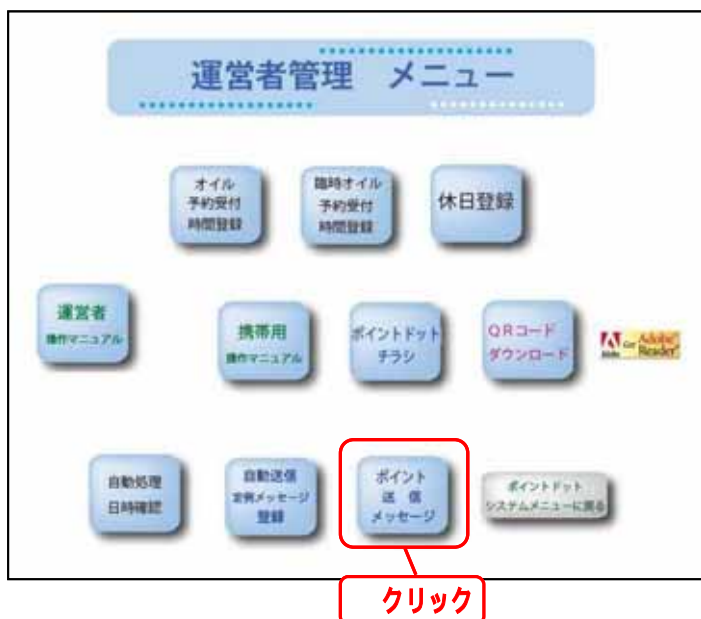 運営者管理 メニュー
オイル
予約受付
時間登録
臨時オイル
予約受付
時間登録
休日登録
運営者
操作マニュアル
携帯用
操作マニュアル
ポイントドット
チラシ
QRコード
ダウンロード
Adobe
Get Adobe
Reader
自動処理
日時確認
自動送信
定例メッセージ
登録
ポイント
送信
メッセージ
ポイントドット
システムメニューに戻る
クリック